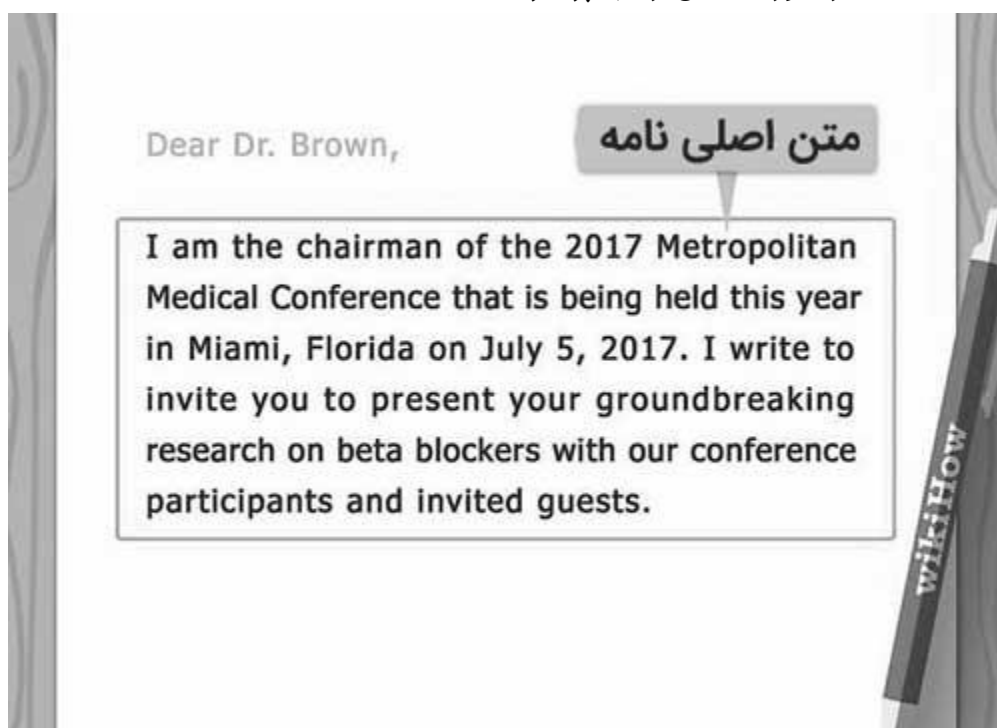 Dear Dr. Brown,
متن اصلی نامه
I am the chairman of the 2017 Metropolitan
Medical Conference that is being held this year
in Miami, Florida on July 5, 2017. I write to
invite you to present your groundbreaking
research on beta blockers with our conference
participants and invited guests.
wikiHow